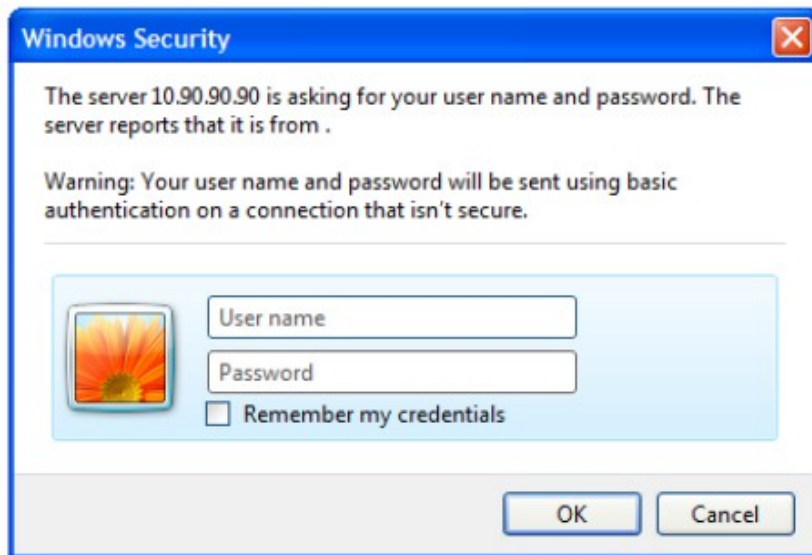 Windows Security
The server 10.90.90.90 is asking for your user name and password. The
server reports that it is from .
Warning: Your user name and password will be sent using basic
authentication on a connection that isn't secure.
User name
Password
Remember my credentials
OK
Cancel